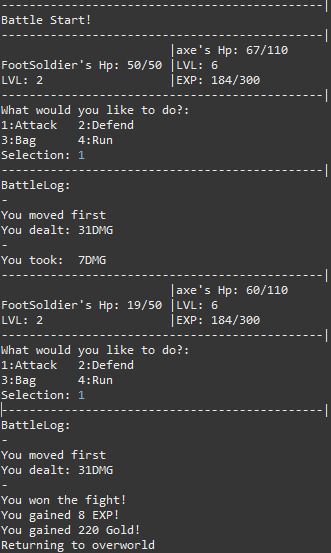 -----------------------------------------|
Battle Start!
-----------------------------------------|
                      |axe's Hp: 67/110
FootSoldier's Hp: 50/50 |LVL: 6
LVL: 2                |EXP: 184/300
-----------------------------------------|
What would you like to do?:
1:Attack   2:Defend
3:Bag      4:Run
Selection: 1
-----------------------------------------|
BattleLog:
-
You moved first
You dealt: 31DMG
-
You took:  7DMG
-----------------------------------------|
                      |axe's Hp: 60/110
FootSoldier's Hp: 19/50 |LVL: 6
LVL: 2                |EXP: 184/300
-----------------------------------------|
What would you like to do?:
1:Attack   2:Defend
3:Bag      4:Run
Selection: 1
-----------------------------------------|
BattleLog:
-
You moved first
You dealt: 31DMG
-
You won the fight!
You gained 8 EXP!
You gained 220 Gold!
Returning to overworld